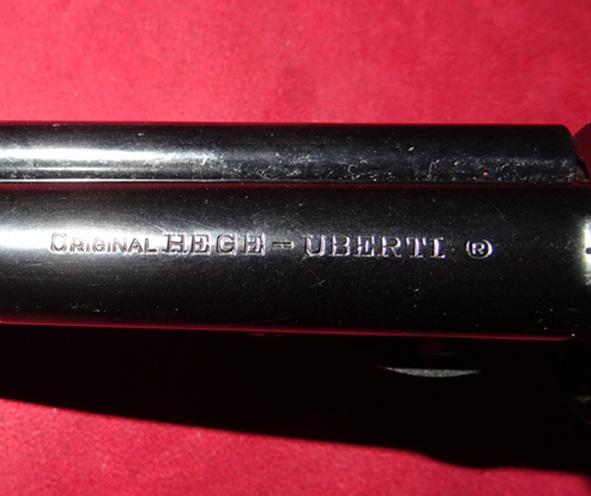 ORIGINAL HEGE - UBERTI ®